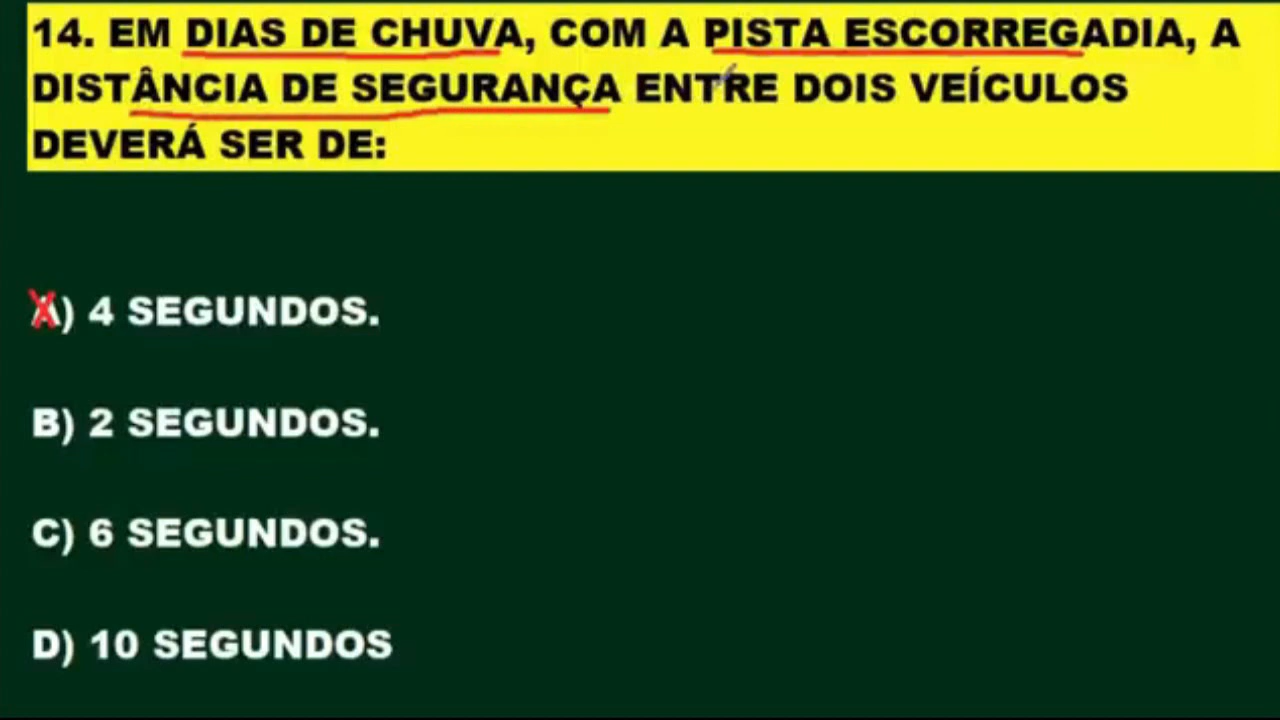 14. EM DIAS DE CHUVA, COM A PISTA ESCORREGADIA, A
DISTÂNCIA DE SEGURANÇA ENTRE DOIS VEÍCULOS
DEVERÁ SER DE:
A) 4 SEGUNDOS.
B) 2 SEGUNDOS.
C) 6 SEGUNDOS.
D) 10 SEGUNDOS